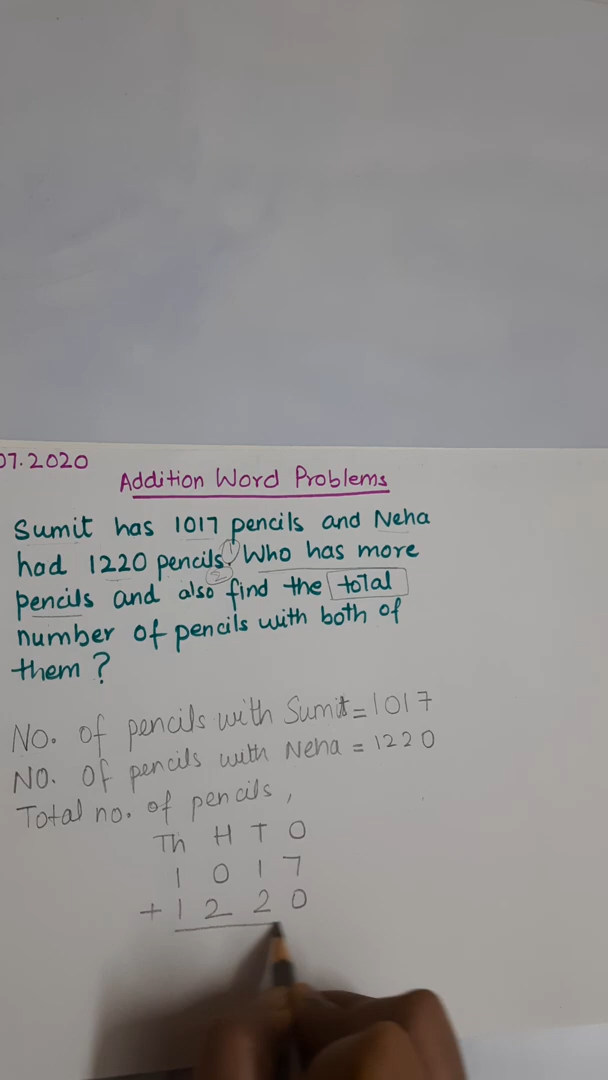 07.2020
Addition Word Problems
Sumit has 1017 pencils and Neha
had 1220 pencils. (1) Who has more
pencils and (2) also find the total
number of pencils with both of
them ?
No. of pencils with Sumit = 1017
No. Of pencils with Neha = 1220
Total no. of pencils,
Th H T O
1 0 1 7
+ 1 2 2 0